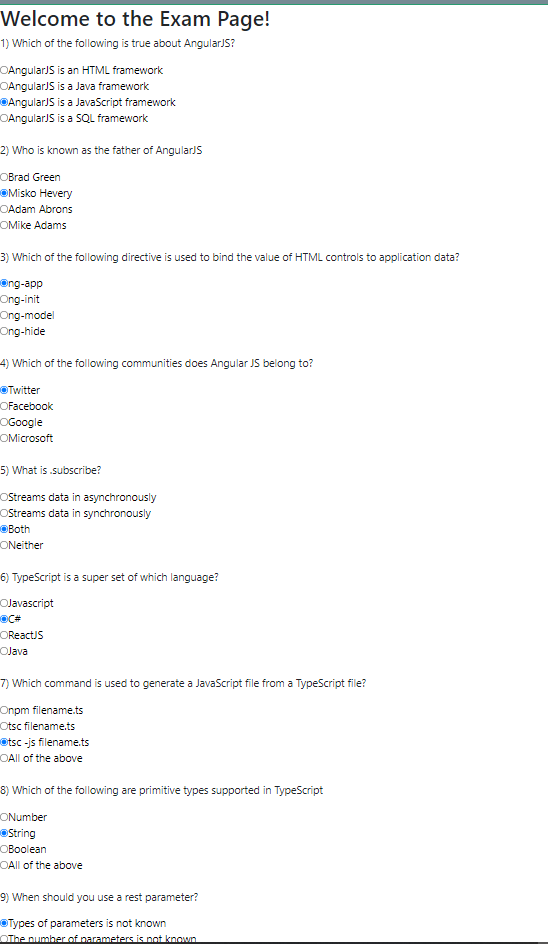 Welcome to the Exam Page!
1) Which of the following is true about AngularJS?
AngularJS is an HTML framework
AngularJS is a Java framework
AngularJS is a JavaScript framework
AngularJS is a SQL framework
2) Who is known as the father of AngularJS
Brad Green
Misko Hevery
Adam Abrons
Mike Adams
3) Which of the following directive is used to bind the value of HTML controls to application data?
ng-app
ng-init
ng-model
ng-hide
4) Which of the following communities does Angular JS belong to?
Twitter
Facebook
Google
Microsoft
5) What is .subscribe?
Streams data in asynchronously
Streams data in synchronously
Both
Neither
6) TypeScript is a super set of which language?
Javascript
C#
ReactJS
Java
7) Which command is used to generate a JavaScript file from a TypeScript file?
npm filename.ts
tsc filename.ts
tsc -js filename.ts
All of the above
8) Which of the following are primitive types supported in TypeScript
Number
String
Boolean
All of the above
9) When should you use a rest parameter?
Types of parameters is not known
The number of parameters is not known